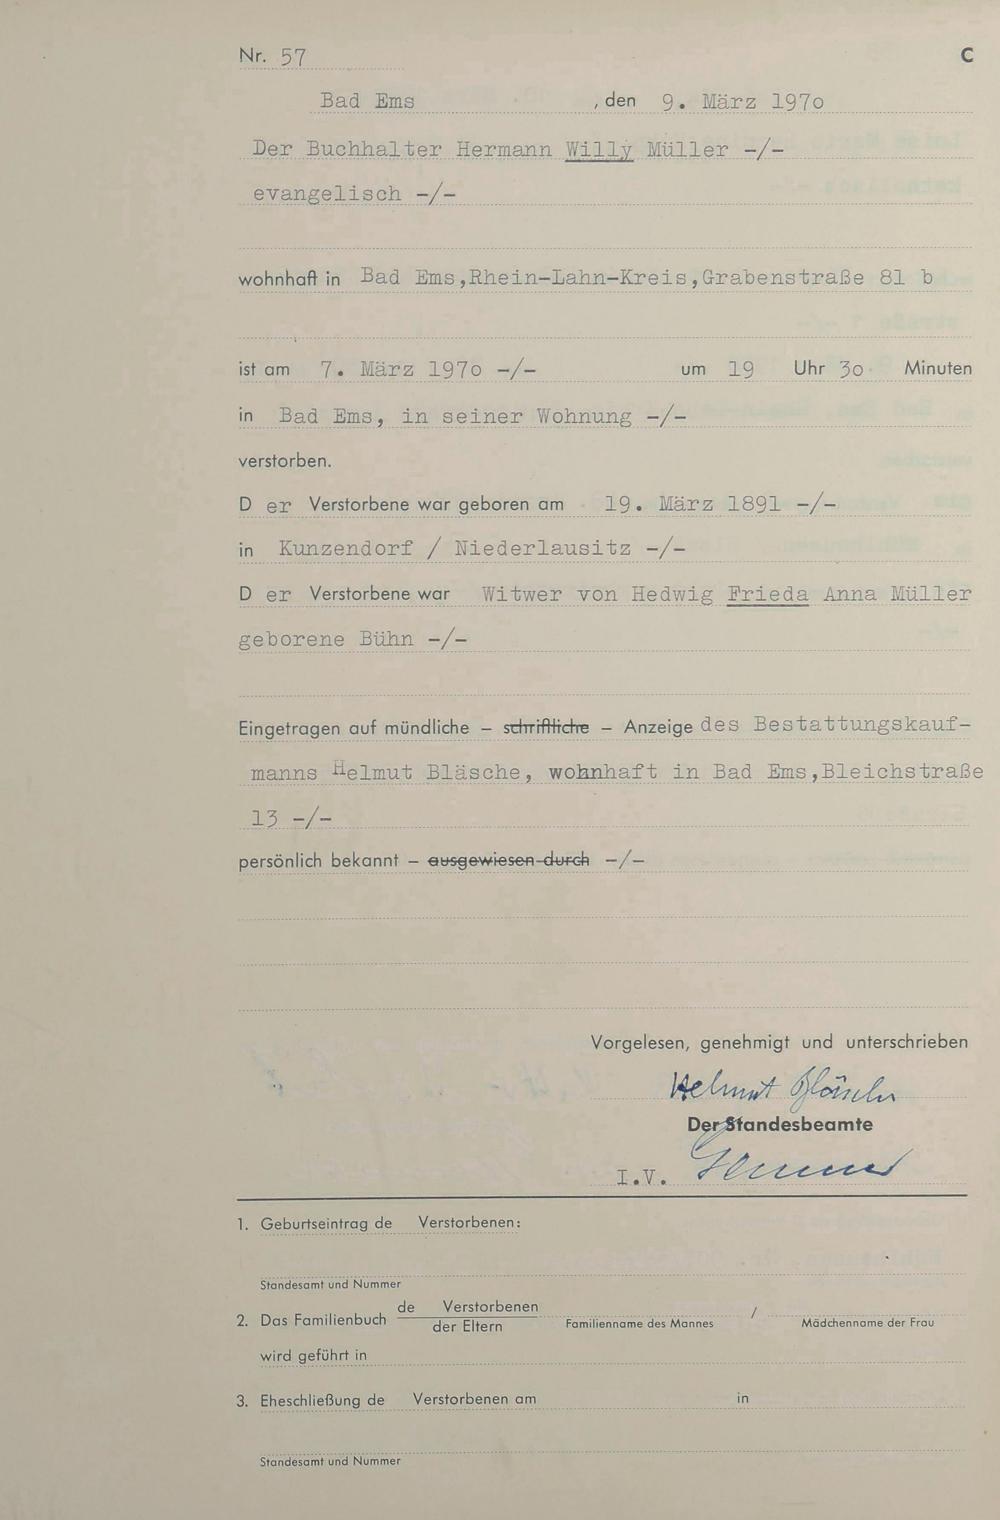 Nr. 57 C
Bad Ems , den 9. März 1970
Der Buchhalter Hermann Willy Müller -/-
evangelisch -/-
wohnhaft in Bad Ems,Rhein-Lahn-Kreis,Grabenstraße 81 b
ist am 7. März 1970 -/- um 19 Uhr 30 Minuten
in Bad Ems, in seiner Wohnung -/-
verstorben.
D er Verstorbene war geboren am 19. März 1891 -/-
in Kunzendorf / Niederlausitz -/-
D er Verstorbene war Witwer von Hedwig Frieda Anna Müller
geborene Bühn -/-
Eingetragen auf mündliche – schriftliche – Anzeige des Bestattungskauf-
manns Helmut Bläsche, wohnhaft in Bad Ems,Bleichstraße
13 -/-
persönlich bekannt – ausgewiesen durch -/-
Vorgelesen, genehmigt und unterschrieben
Helmut Bläsche
Der Standesbeamte
I.V.
1. Geburtseintrag de Verstorbenen:
Standesamt und Nummer
2. Das Familienbuch de Verstorbenen / der Eltern Familienname des Mannes / Mädchenname der Frau
wird geführt in
3. Eheschließung de Verstorbenen am in
Standesamt und Nummer